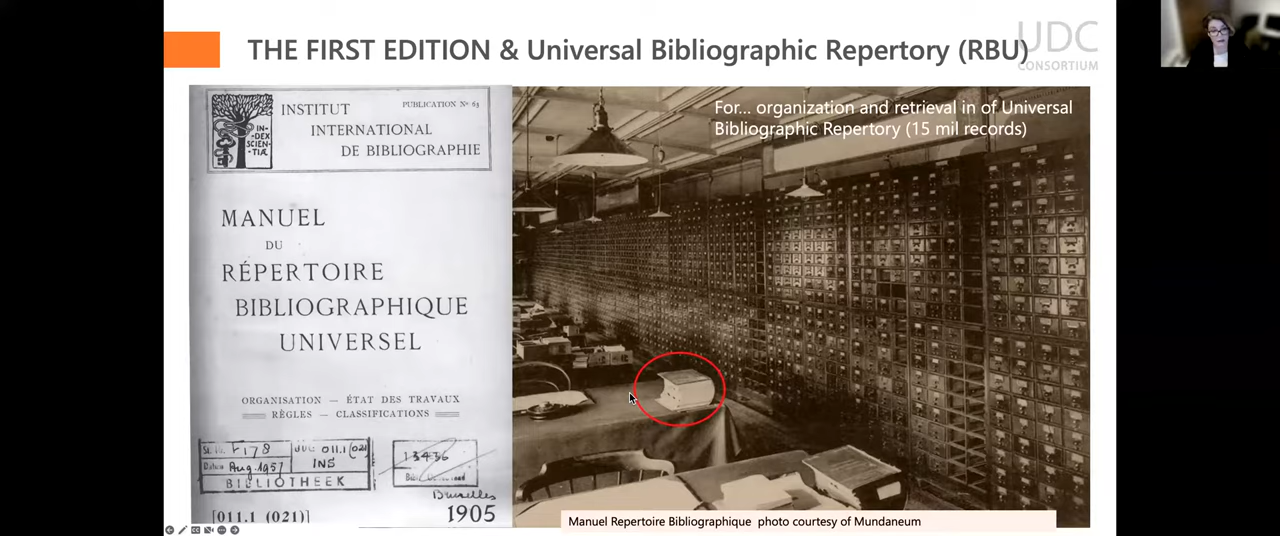 THE FIRST EDITION & Universal Bibliographic Repertory (RBU)
UDC
CONSORTIUM
INSTITUT
PUBLICATION No 63
INTERNATIONAL
DE BIBLIOGRAPHIE
IN-
DEX
SCIEN-
TIÆ
MANUEL
DU
RÉPERTOIRE
BIBLIOGRAPHIQUE
UNIVERSEL
ORGANISATION — ÉTAT DES TRAVAUX
RÈGLES — CLASSIFICATIONS
011.1 (021)
Aug. 1957
INS
BIBLIOTHEEK
13436
Bruxelles
[011.1 (021)]
1905
For... organization and retrieval in of Universal
Bibliographic Repertory (15 mil records)
Manuel Repertoire Bibliographique photo courtesy of Mundaneum